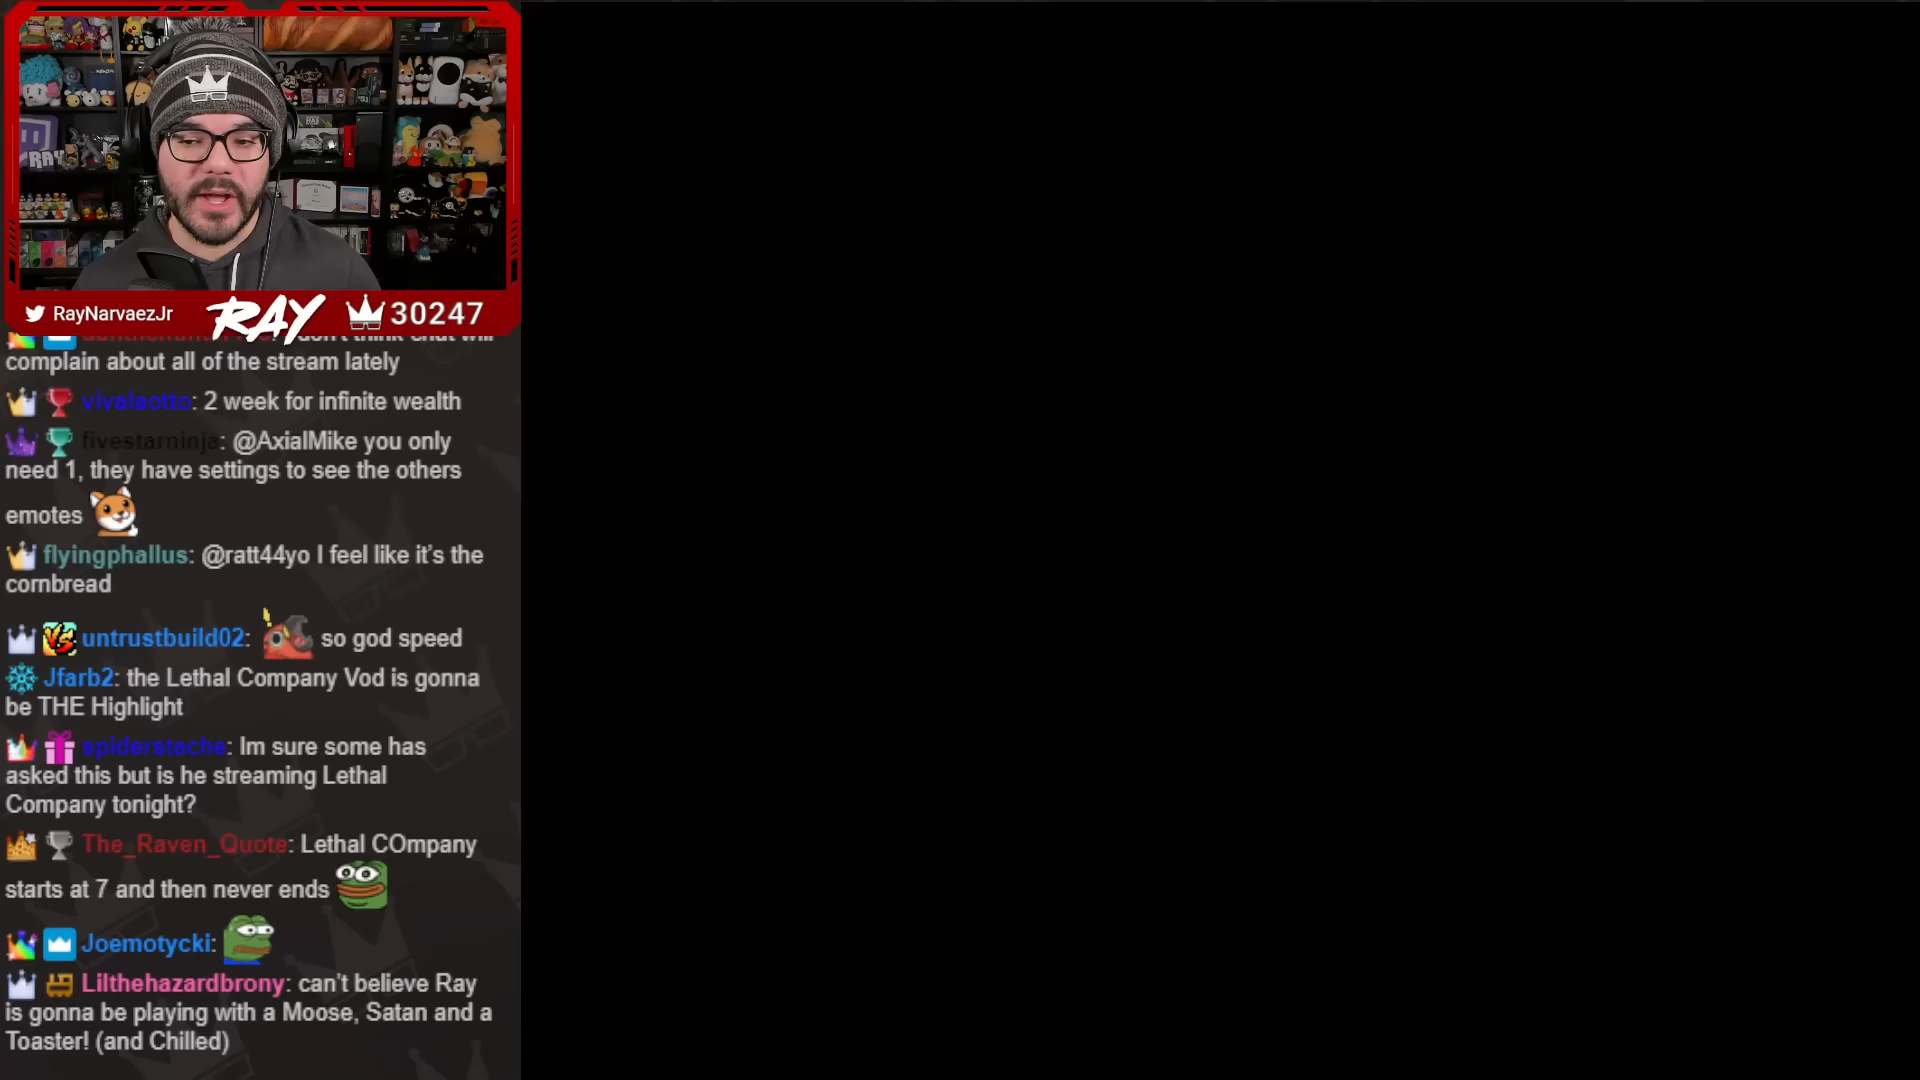 RayNarvaezJr RAY 30247
don't think chat will
complain about all of the stream lately
vivalaotto: 2 week for infinite wealth
fivestarninja: @AxialMike you only
need 1, they have settings to see the others
emotes
flyingphallus: @ratt44yo I feel like it's the
cornbread
untrustbuild02: so god speed
Jfarb2: the Lethal Company Vod is gonna
be THE Highlight
spiderstache: Im sure some has
asked this but is he streaming Lethal
Company tonight?
The_Raven_Quote: Lethal COmpany
starts at 7 and then never ends
Joemotycki:
Lilthehazardbrony: can't believe Ray
is gonna be playing with a Moose, Satan and a
Toaster! (and Chilled)